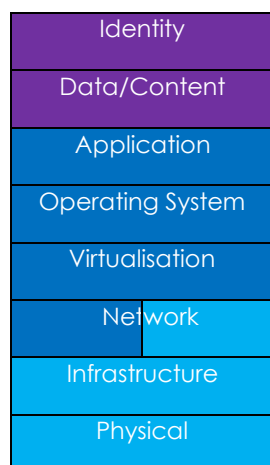 Identity
Data/Content
Application
Operating System
Virtualisation
Network
Infrastructure
Physical